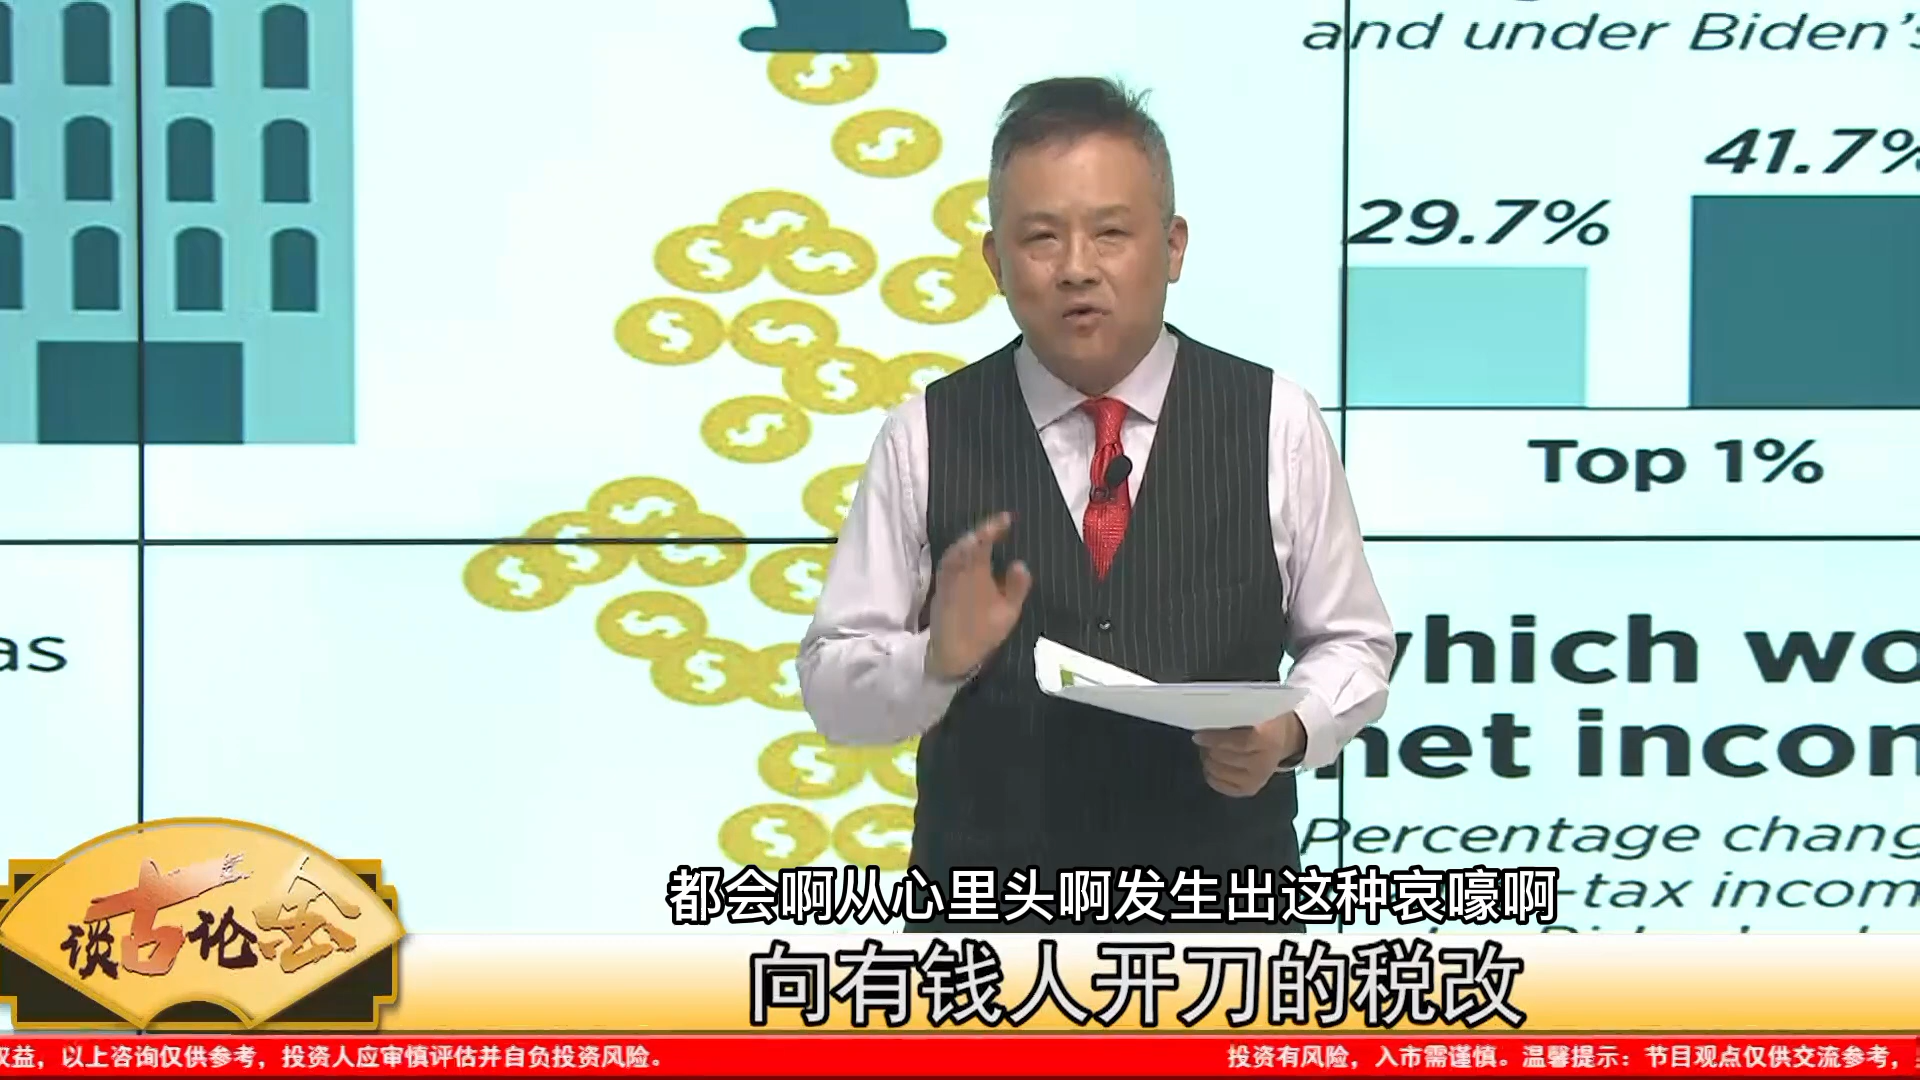 and under Biden's
41.7%
29.7%
Top 1%
as
which wo
net incom
Percentage chang
-tax incom
都会啊从心里头啊发生出这种哀嚎啊
谈古论金
向有钱人开刀的税改
权益，以上咨询仅供参考，投资人应审慎评估并自负投资风险。
投资有风险，入市需谨慎。温馨提示：节目观点仅供交流参考，